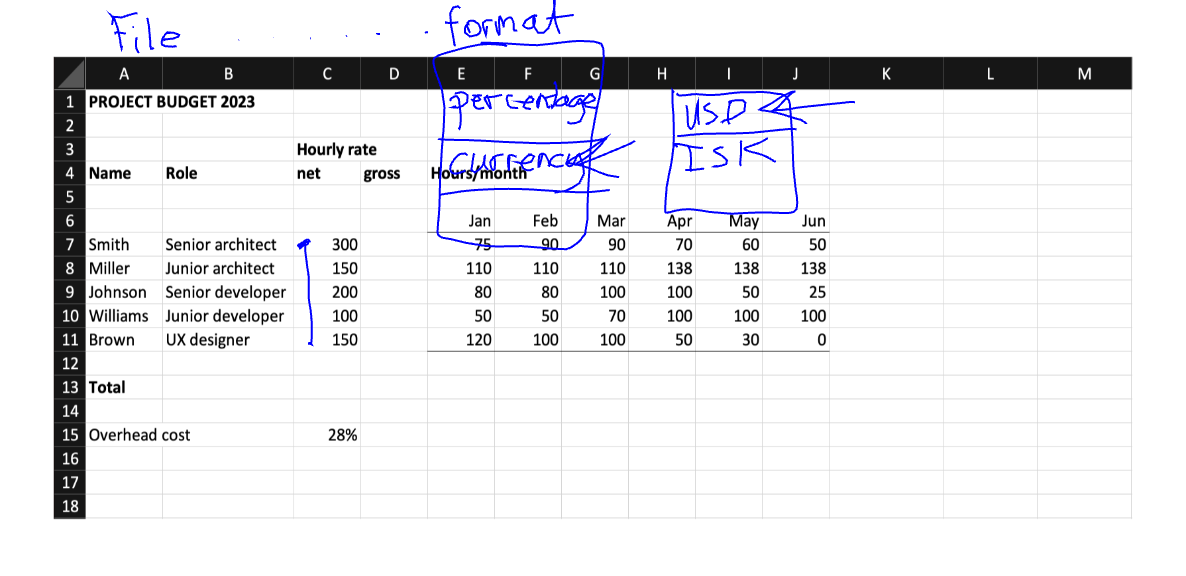 File . . . . . . . . format
A B C D E F G H I J K L M
1 PROJECT BUDGET 2023 percentage USD
2
3 Hourly rate currency ISK
4 Name Role net gross Hours/month
5
6 Jan Feb Mar Apr May Jun
7 Smith Senior architect 300 75 90 90 70 60 50
8 Miller Junior architect 150 110 110 110 138 138 138
9 Johnson Senior developer 200 80 80 100 100 50 25
10 Williams Junior developer 100 50 50 70 100 100 100
11 Brown UX designer 150 120 100 100 50 30 0
12
13 Total
14
15 Overhead cost 28%
16
17
18